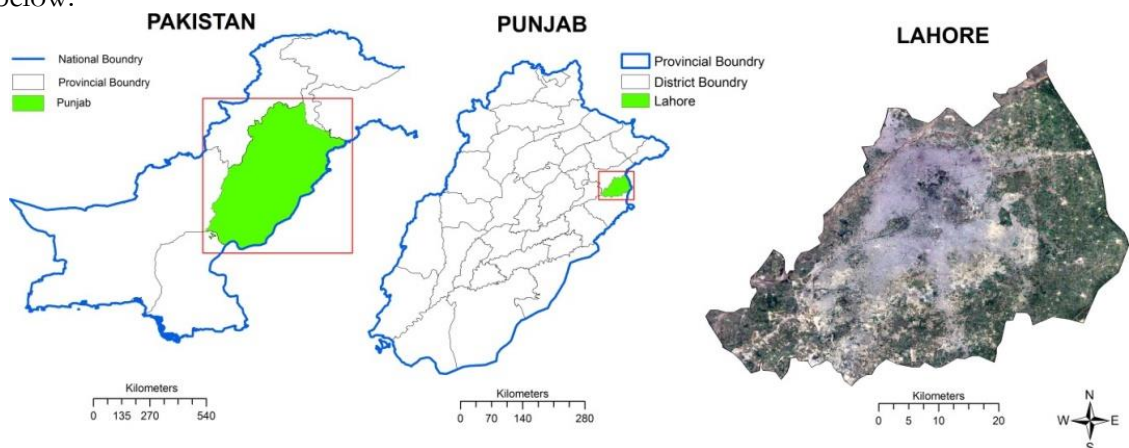 below.
PAKISTAN
National Boundry
Provincial Boundry
Punjab
Kilometers
0 135 270 540
PUNJAB
Provincial Boundry
District Boundry
Lahore
Kilometers
0 70 140 280
LAHORE
Kilometers
0 5 10 20
N
W E
S